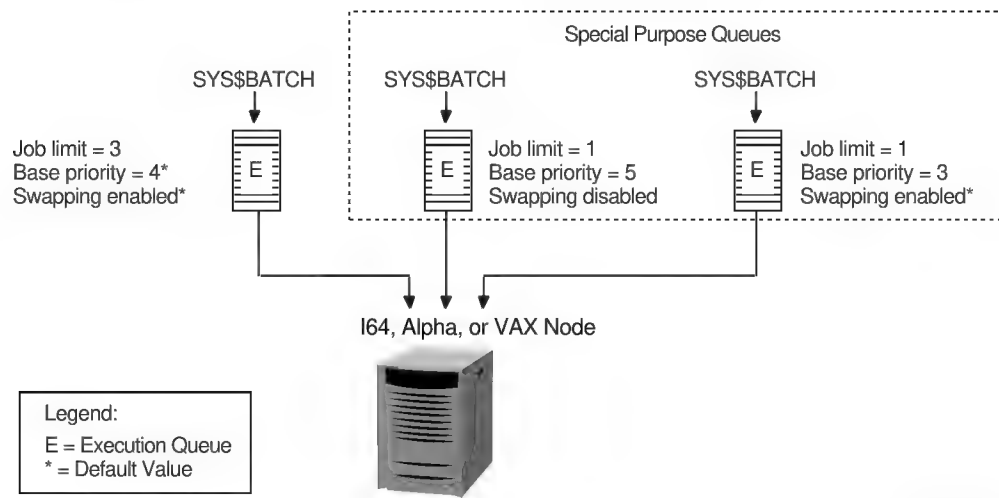 Special Purpose Queues
SYS$BATCH
SYS$BATCH
SYS$BATCH
Job limit = 3
Base priority = 4*
Swapping enabled*
E
Job limit = 1
Base priority = 5
Swapping disabled
E
Job limit = 1
Base priority = 3
Swapping enabled*
E
I64, Alpha, or VAX Node
Legend:
E = Execution Queue
* = Default Value